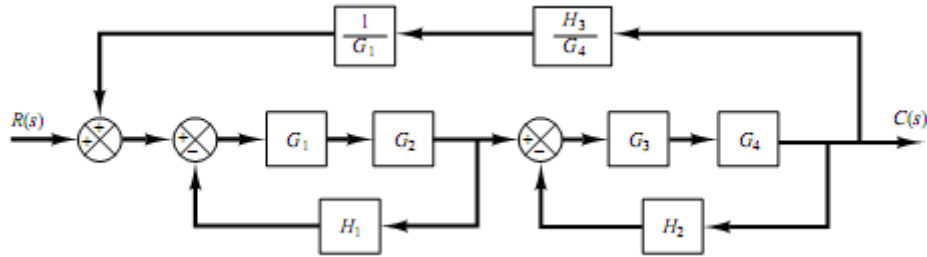 1
G₁
H₃
G₄
R(s)
C(s)
+
+
+
−
G₁
G₂
+
−
G₃
G₄
H₁
H₂